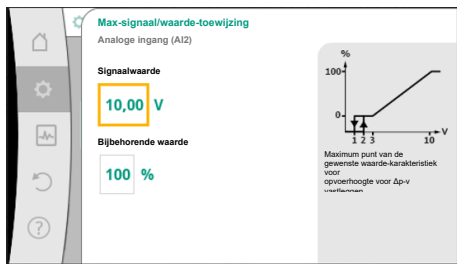 Max-signaal/waarde-toewijzing
Analoge ingang (AI2)
Signaalwaarde
10,00 V
Bijbehorende waarde
100 %
%
100
0
1 2 3 10
V
Maximum punt van de
gewenste waarde-karakteristiek
voor
opvoerhoogte voor Δp-v
vastleggen
?